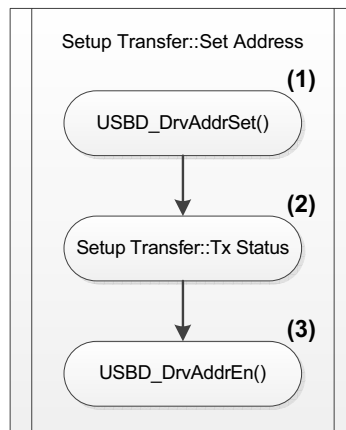 Setup Transfer::Set Address
(1)
USBD_DrvAddrSet()
(2)
Setup Transfer::Tx Status
(3)
USBD_DrvAddrEn()